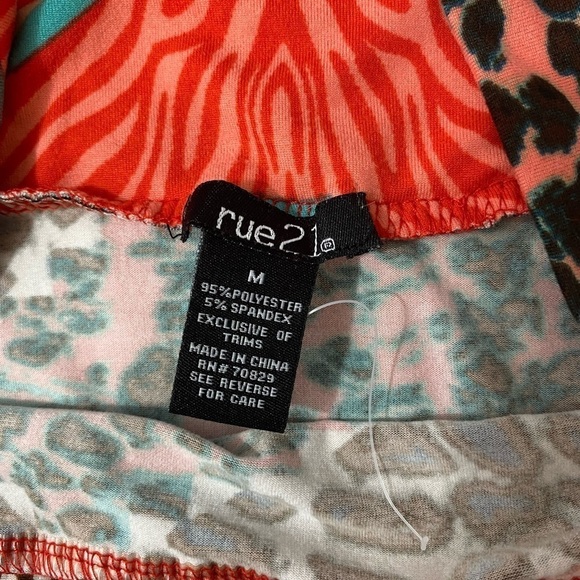 rue21®
M
95%POLYESTER
5% SPANDEX
EXCLUSIVE OF
TRIMS
MADE IN CHINA
RN# 70829
SEE REVERSE
FOR CARE